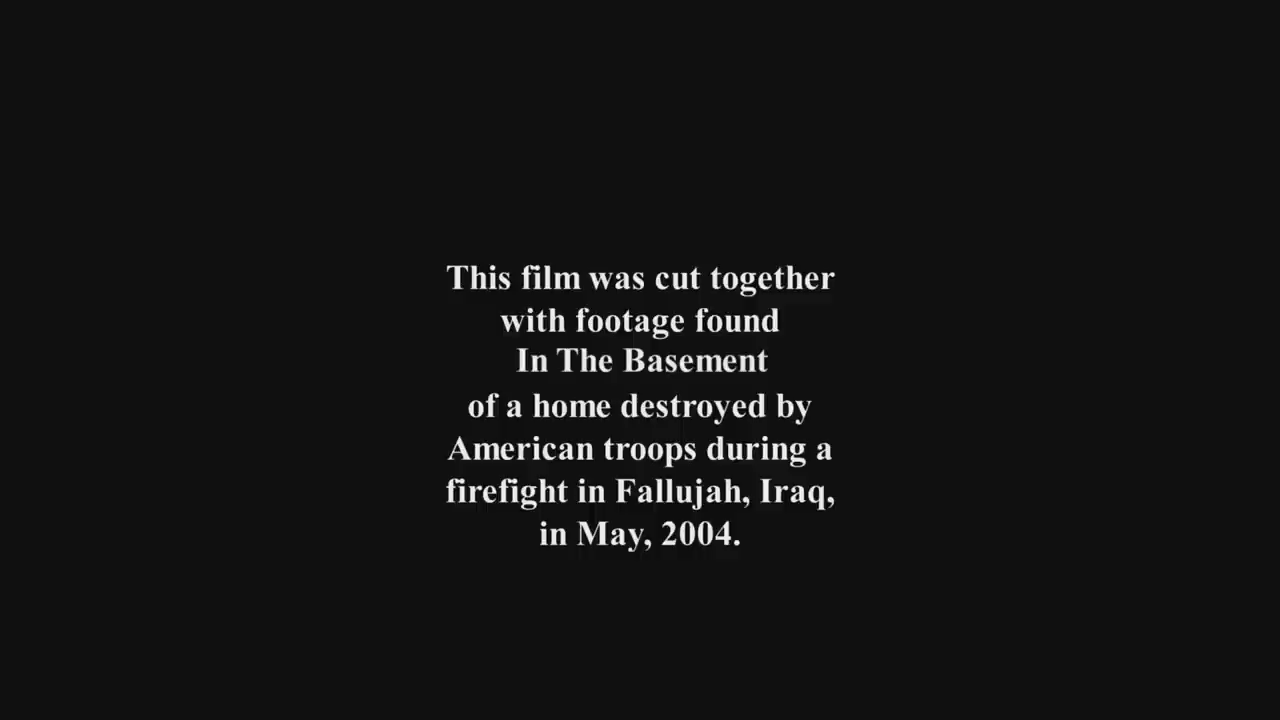 This film was cut together
with footage found
In The Basement
of a home destroyed by
American troops during a
firefight in Fallujah, Iraq,
in May, 2004.